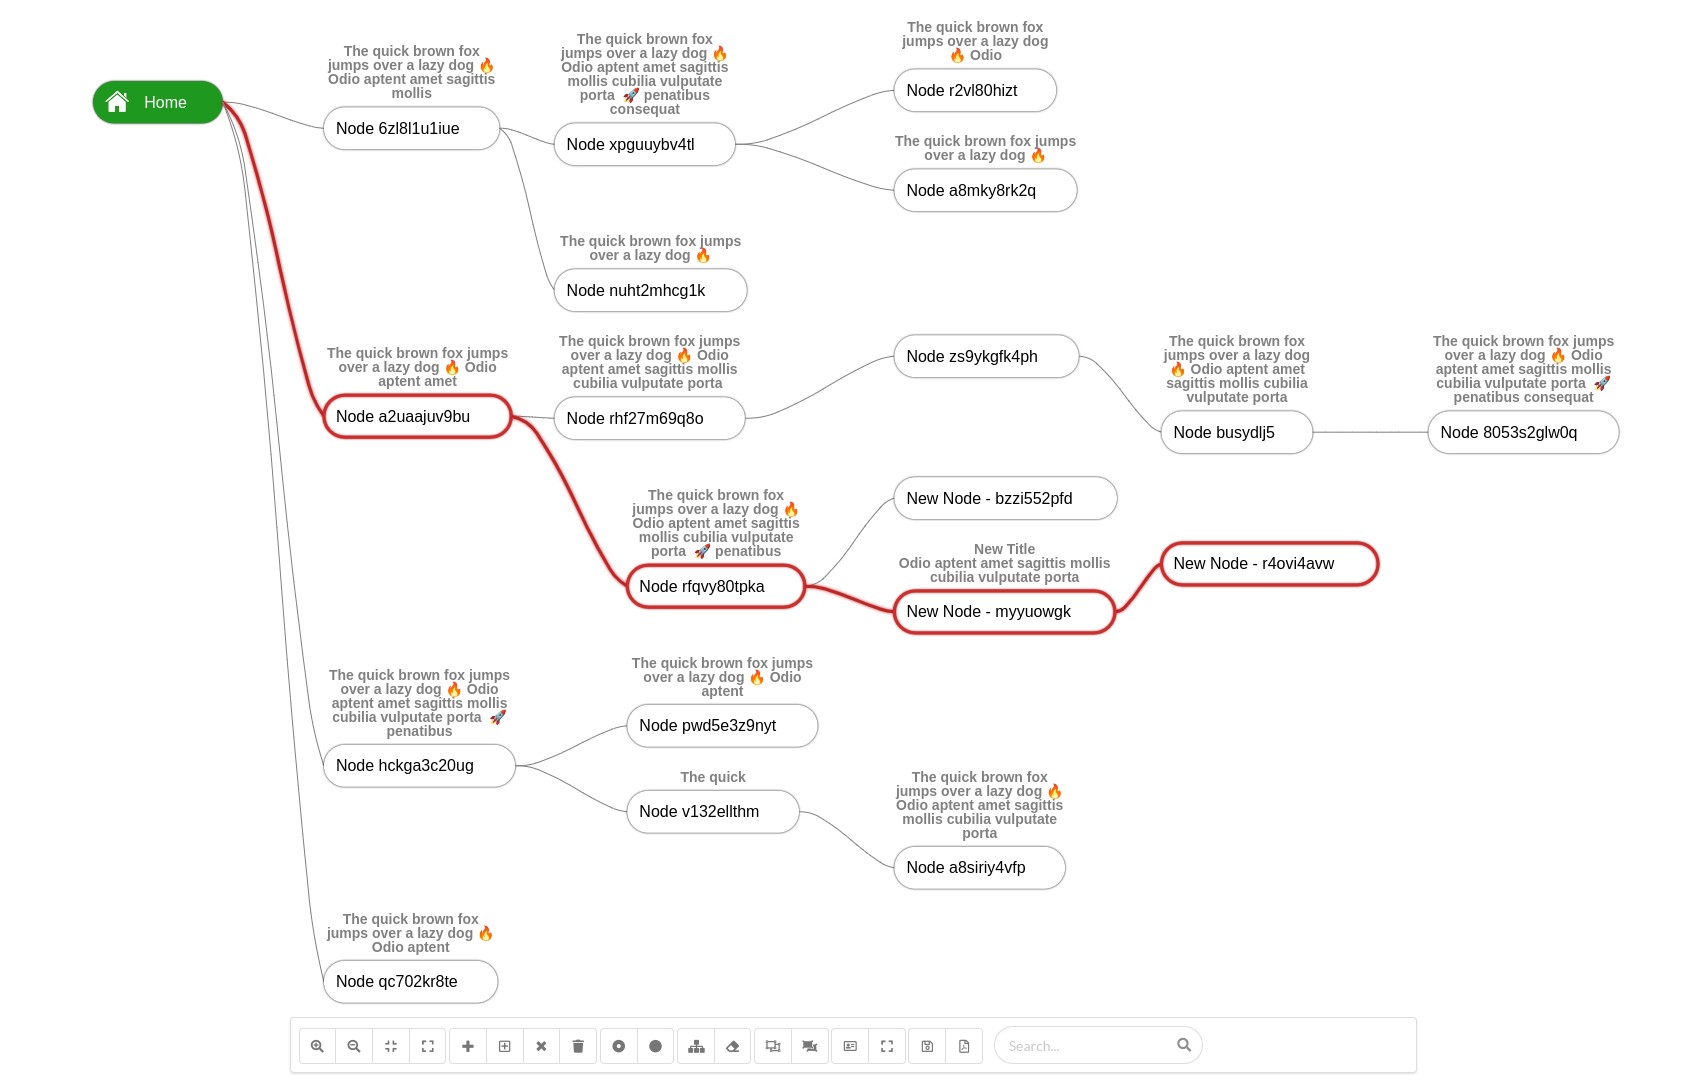 Home
The quick brown fox
jumps over a lazy dog 🔥
Odio aptent amet sagittis
mollis
Node 6zl8l1u1iue
The quick brown fox
jumps over a lazy dog 🔥
Odio aptent amet sagittis
mollis cubilia vulputate
porta 🚀 penatibus
consequat
Node xpguuybv4tl
The quick brown fox
jumps over a lazy dog
🔥 Odio
Node r2vl80hizt
The quick brown fox jumps
over a lazy dog 🔥
Node a8mky8rk2q
The quick brown fox jumps
over a lazy dog 🔥
Node nuht2mhcg1k
The quick brown fox jumps
over a lazy dog 🔥 Odio
aptent amet
Node a2uaajuv9bu
The quick brown fox jumps
over a lazy dog 🔥 Odio
aptent amet sagittis mollis
cubilia vulputate porta
Node rhf27m69q8o
Node zs9ykgfk4ph
The quick brown fox
jumps over a lazy dog
🔥 Odio aptent amet
sagittis mollis cubilia
vulputate porta
Node busydlj5
The quick brown fox jumps
over a lazy dog 🔥 Odio
aptent amet sagittis mollis
cubilia vulputate porta 🚀
penatibus consequat
Node 8053s2glw0q
The quick brown fox
jumps over a lazy dog 🔥
Odio aptent amet sagittis
mollis cubilia vulputate
porta 🚀 penatibus
Node rfqvy80tpka
New Node - bzzi552pfd
New Title
Odio aptent amet sagittis mollis
cubilia vulputate porta
New Node - myyuowgk
New Node - r4ovi4avw
The quick brown fox jumps
over a lazy dog 🔥 Odio
aptent amet sagittis mollis
cubilia vulputate porta 🚀
penatibus
Node hckga3c20ug
The quick brown fox jumps
over a lazy dog 🔥 Odio
aptent
Node pwd5e3z9nyt
The quick
Node v132ellthm
The quick brown fox
jumps over a lazy dog 🔥
Odio aptent amet sagittis
mollis cubilia vulputate
porta
Node a8siriy4vfp
The quick brown fox
jumps over a lazy dog 🔥
Odio aptent
Node qc702kr8te
Search...